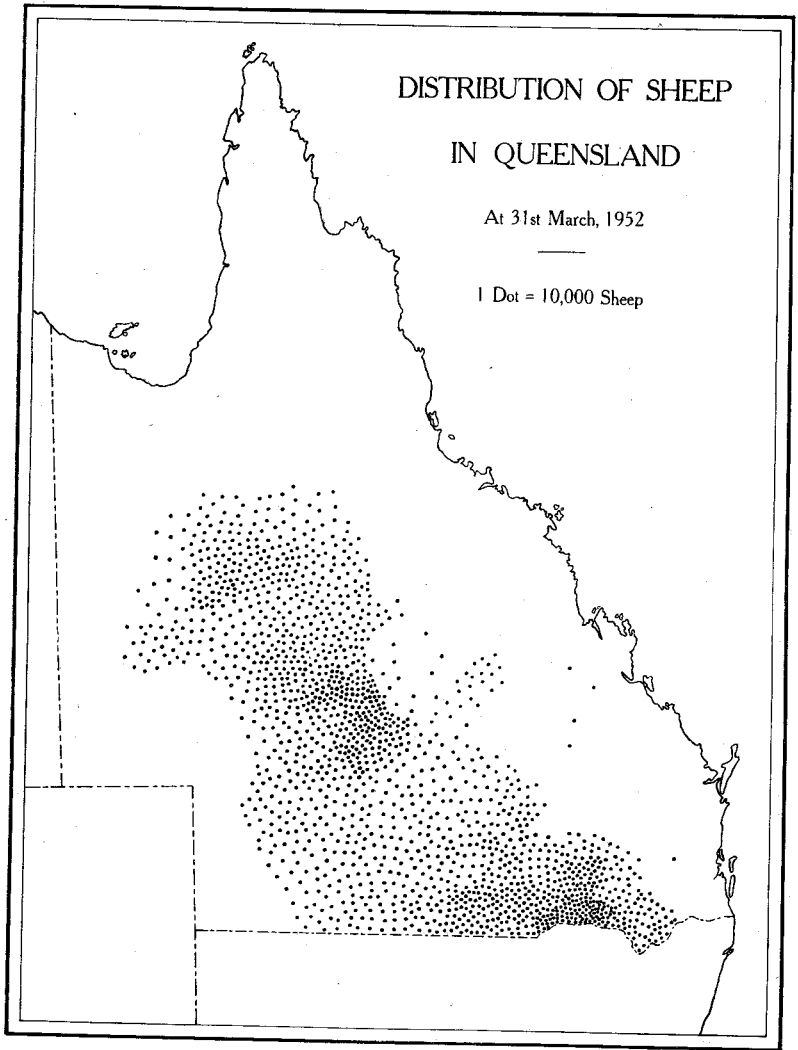 DISTRIBUTION OF SHEEP
IN QUEENSLAND
At 31st March, 1952
1 Dot = 10,000 Sheep